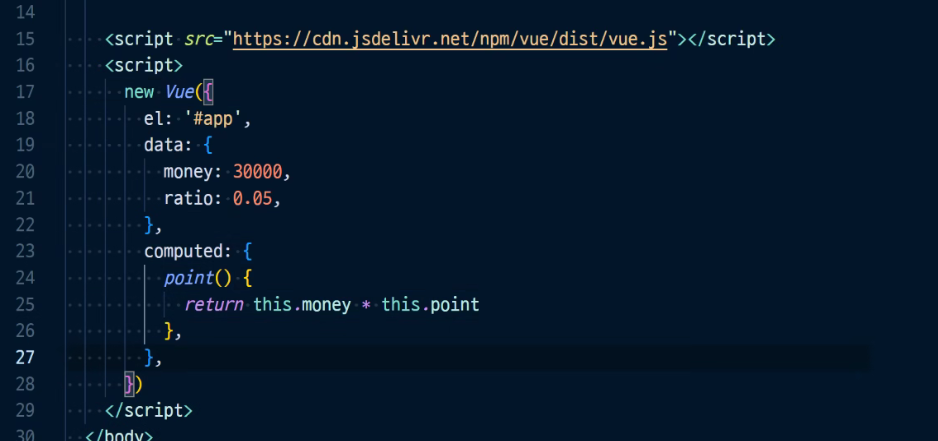 14
15 <script src="https://cdn.jsdelivr.net/npm/vue/dist/vue.js"></script>
16 <script>
17 new Vue({
18 el: '#app',
19 data: {
20 money: 30000,
21 ratio: 0.05,
22 },
23 computed: {
24 point() {
25 return this.money * this.point
26 },
27 },
28 })
29 </script>
30 </body>